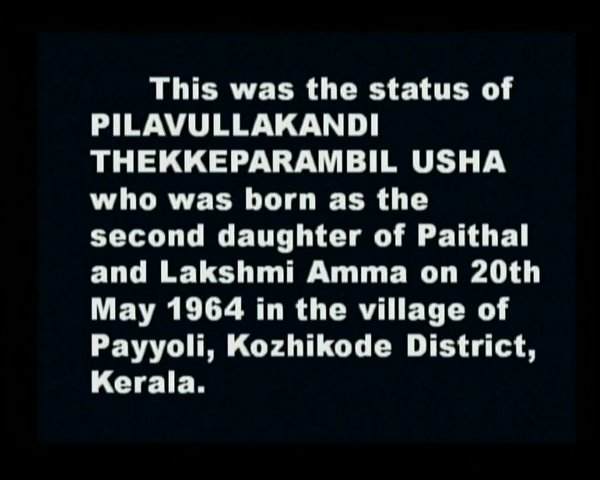 This was the status of
PILAVULLAKANDI
THEKKEPARAMBIL USHA
who was born as the
second daughter of Paithal
and Lakshmi Amma on 20th
May 1964 in the village of
Payyoli, Kozhikode District,
Kerala.